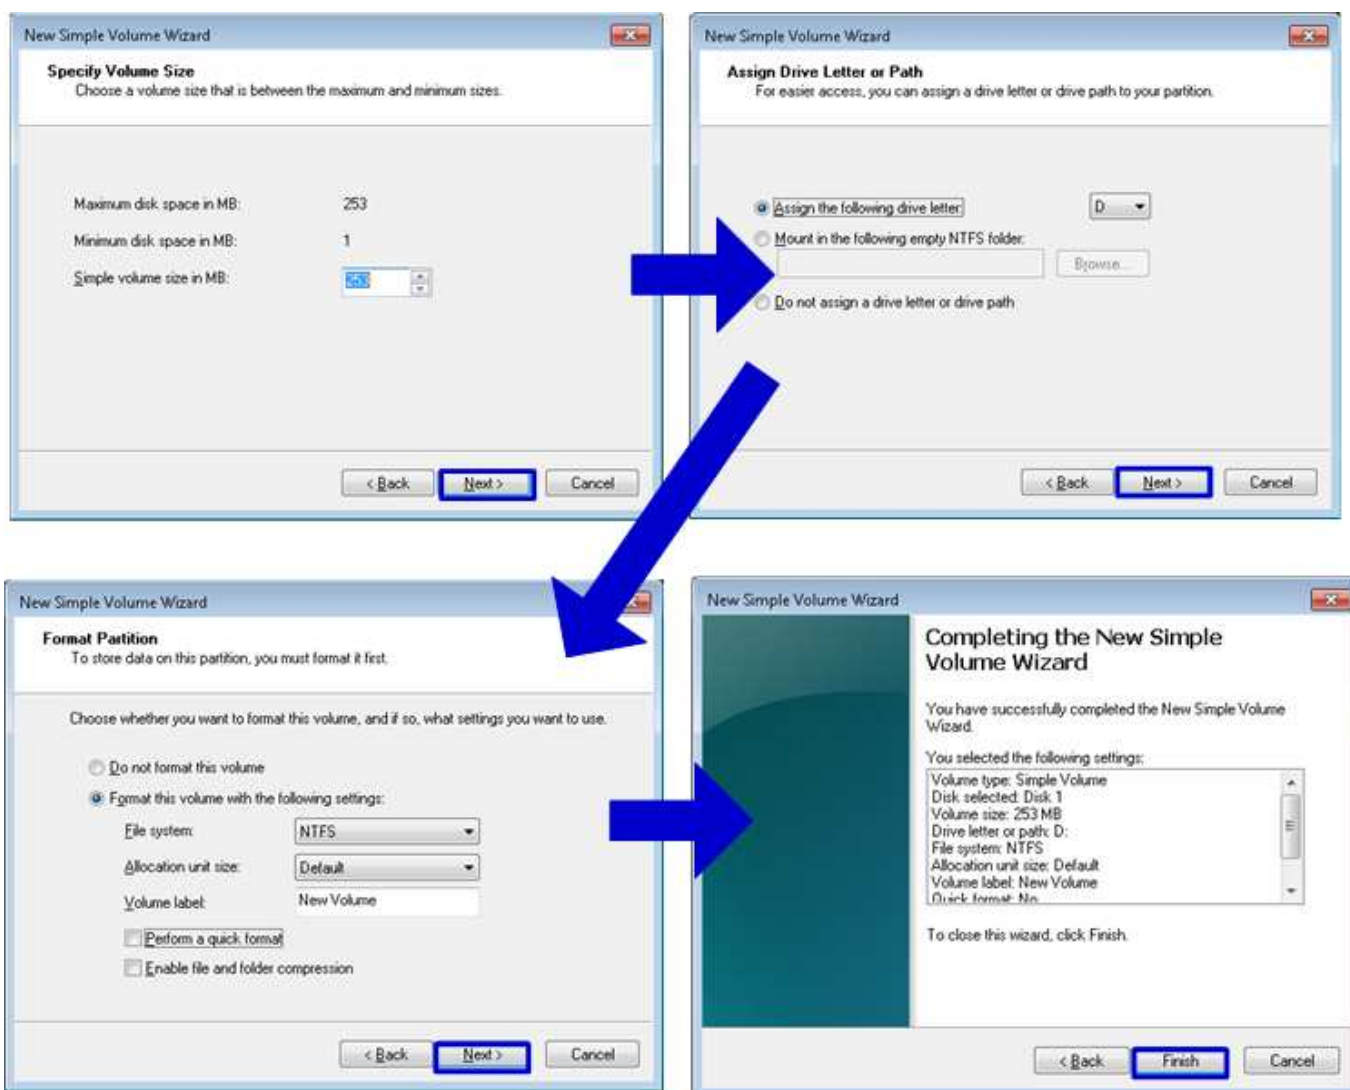 New Simple Volume Wizard
Specify Volume Size
Choose a volume size that is between the maximum and minimum sizes.
Maximum disk space in MB: 253
Minimum disk space in MB: 1
Simple volume size in MB: 253
< Back Next > Cancel
New Simple Volume Wizard
Assign Drive Letter or Path
For easier access, you can assign a drive letter or drive path to your partition.
Assign the following drive letter: D
Mount in the following empty NTFS folder:
Browse...
Do not assign a drive letter or drive path
< Back Next > Cancel
New Simple Volume Wizard
Format Partition
To store data on this partition, you must format it first.
Choose whether you want to format this volume, and if so, what settings you want to use.
Do not format this volume
Format this volume with the following settings:
File system: NTFS
Allocation unit size: Default
Volume label: New Volume
Perform a quick format
Enable file and folder compression
< Back Next > Cancel
New Simple Volume Wizard
Completing the New Simple
Volume Wizard
You have successfully completed the New Simple Volume
Wizard.
You selected the following settings:
Volume type: Simple Volume
Disk selected: Disk 1
Volume size: 253 MB
Drive letter or path: D:
File system: NTFS
Allocation unit size: Default
Volume label: New Volume
Quick format: No
To close this wizard, click Finish.
< Back Finish Cancel